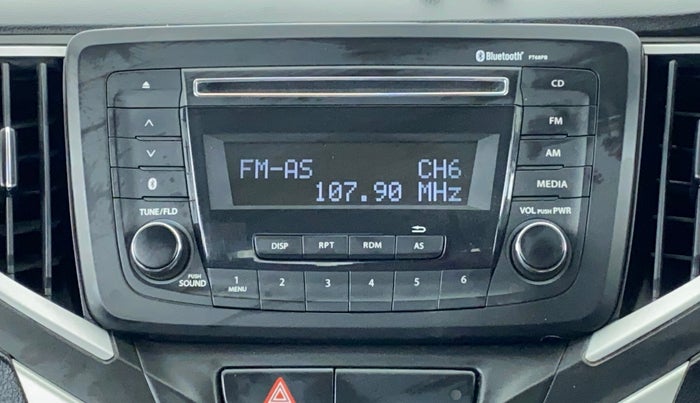 Bluetooth
CD
FM
AM
MEDIA
FM-AS CH6
107.90 MHz
TUNE/FLD
VOL PUSH PWR
DISP RPT RDM AS
PUSH
SOUND
1 2 3 4 5 6
MENU